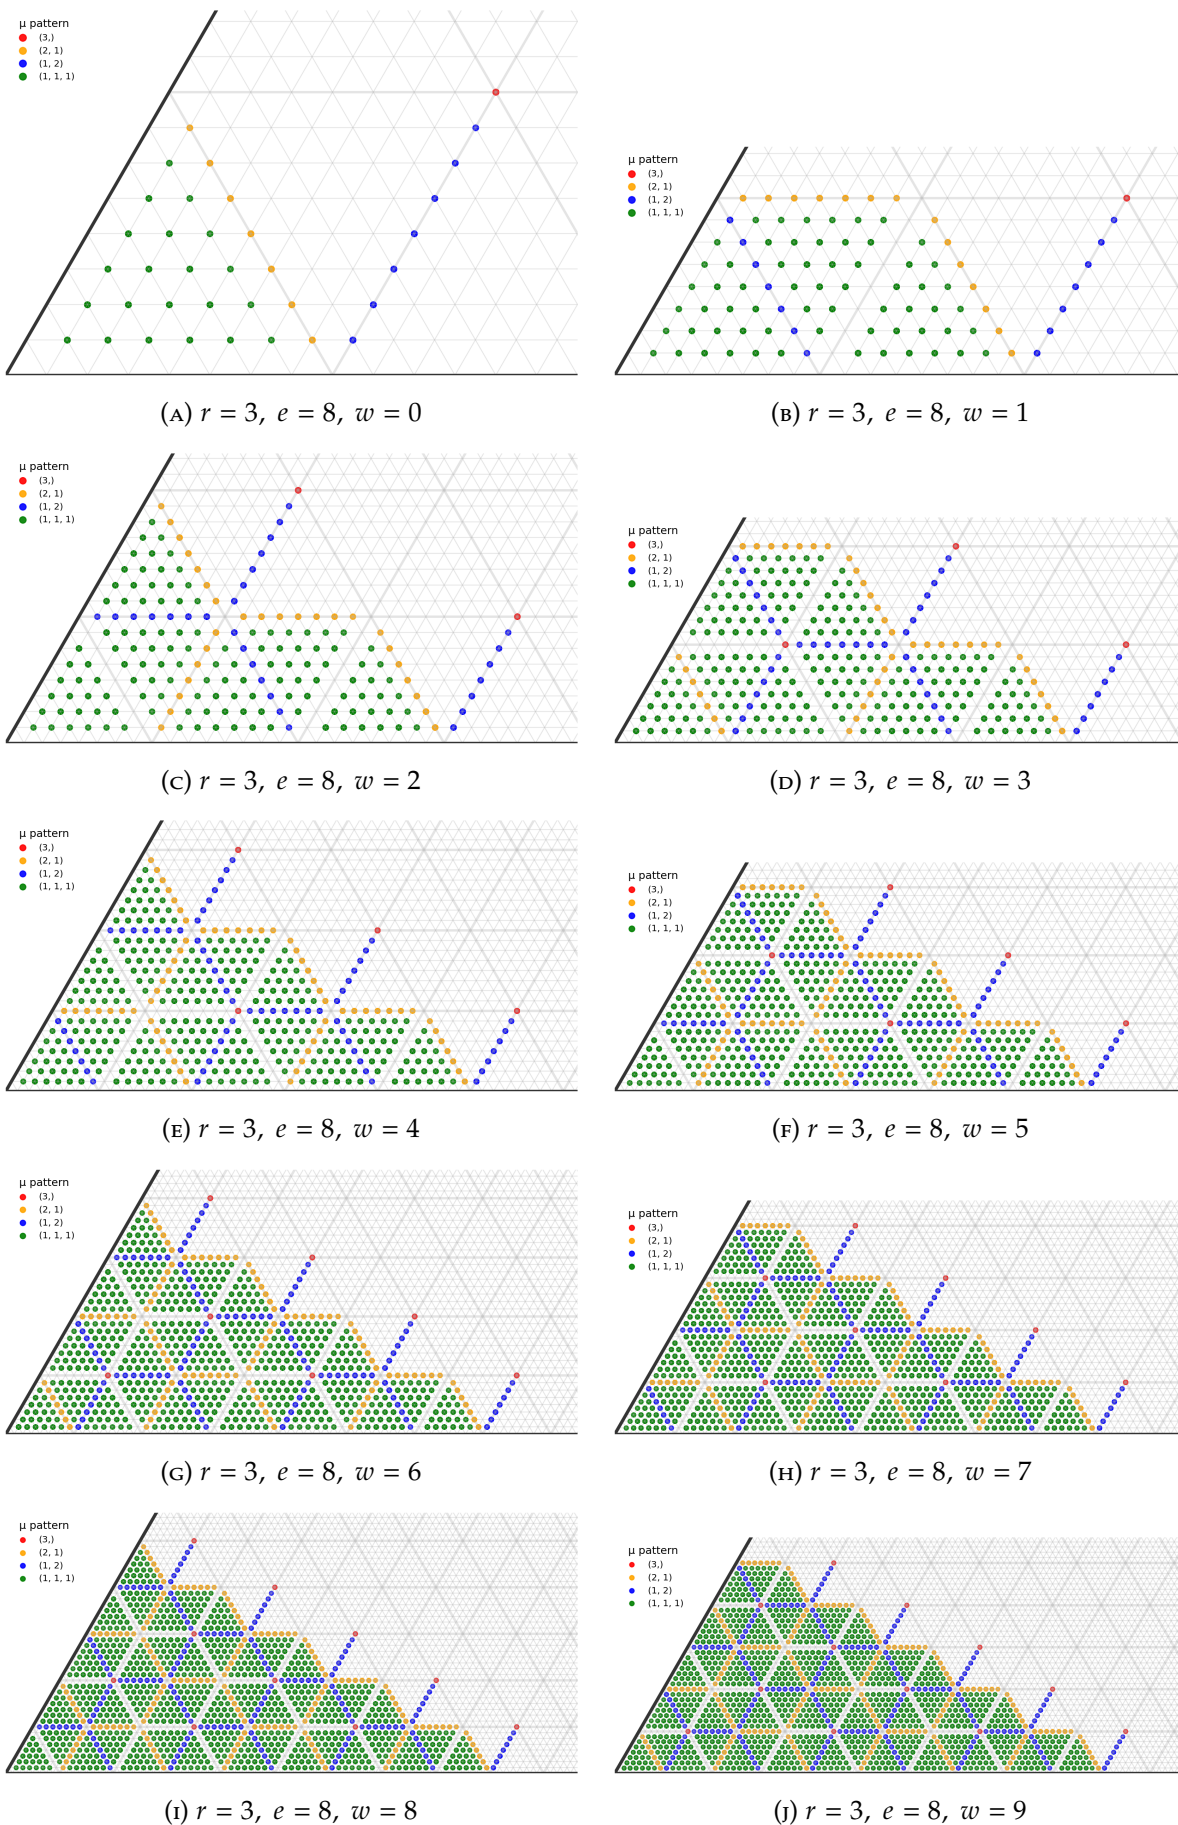 μ pattern
(3,)
(2, 1)
(1, 2)
(1, 1, 1)
μ pattern
(3,)
(2, 1)
(1, 2)
(1, 1, 1)
(A) r = 3, e = 8, w = 0
(B) r = 3, e = 8, w = 1
μ pattern
(3,)
(2, 1)
(1, 2)
(1, 1, 1)
μ pattern
(3,)
(2, 1)
(1, 2)
(1, 1, 1)
(C) r = 3, e = 8, w = 2
(D) r = 3, e = 8, w = 3
μ pattern
(3,)
(2, 1)
(1, 2)
(1, 1, 1)
μ pattern
(3,)
(2, 1)
(1, 2)
(1, 1, 1)
(E) r = 3, e = 8, w = 4
(F) r = 3, e = 8, w = 5
μ pattern
(3,)
(2, 1)
(1, 2)
(1, 1, 1)
μ pattern
(3,)
(2, 1)
(1, 2)
(1, 1, 1)
(G) r = 3, e = 8, w = 6
(H) r = 3, e = 8, w = 7
μ pattern
(3,)
(2, 1)
(1, 2)
(1, 1, 1)
μ pattern
(3,)
(2, 1)
(1, 2)
(1, 1, 1)
(I) r = 3, e = 8, w = 8
(J) r = 3, e = 8, w = 9